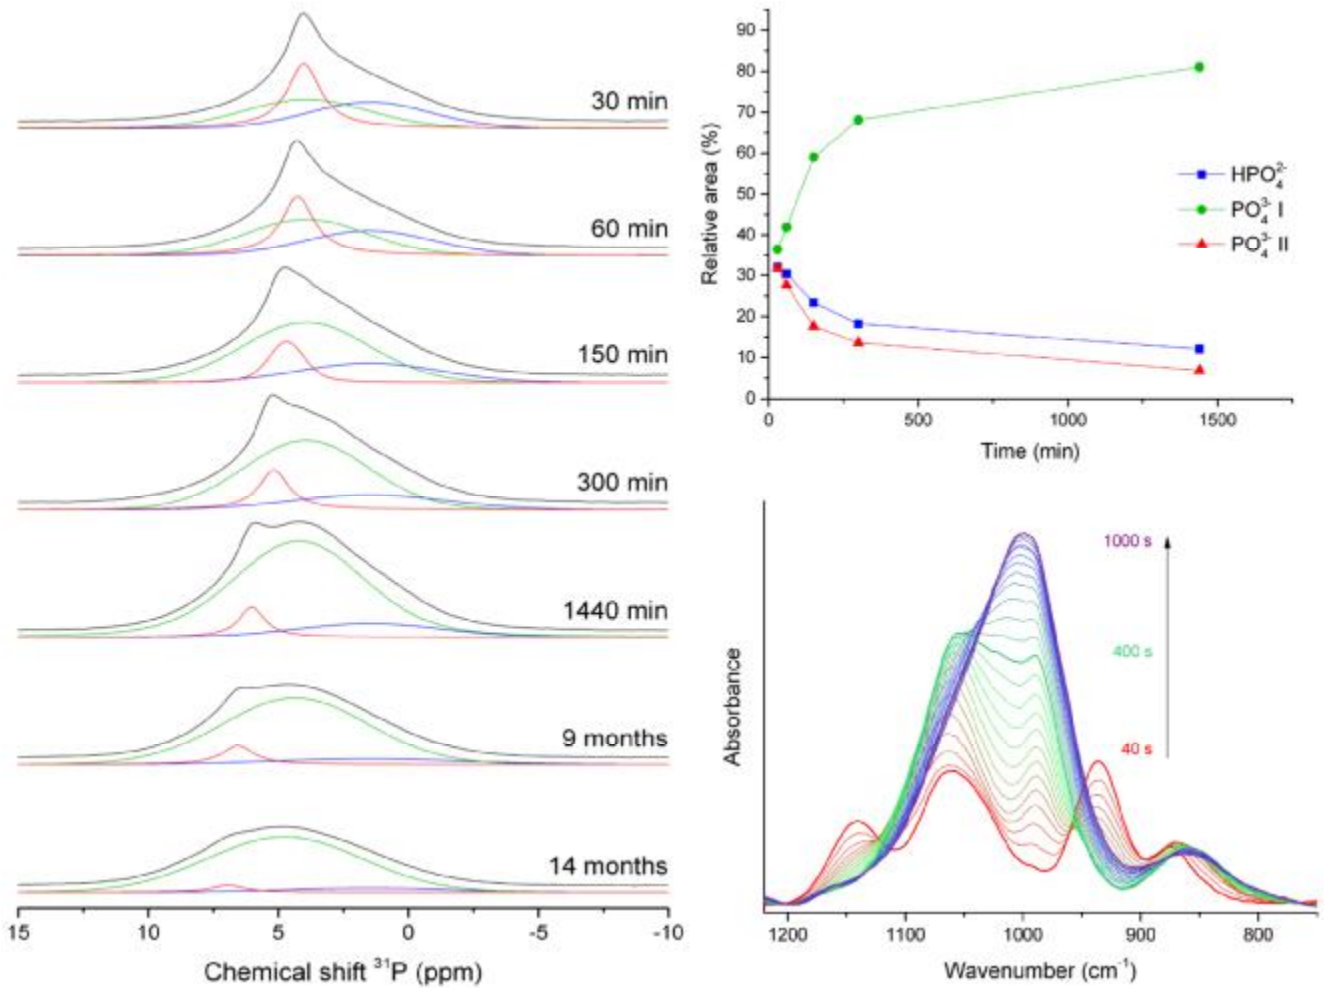 30 min
60 min
150 min
300 min
1440 min
9 months
14 months
15 10 5 0 -5 -10
Chemical shift ³¹P (ppm)
90
80
70
60
50
40
30
20
10
0
Relative area (%)
HPO₄²⁻
PO₄³⁻ I
PO₄³⁻ II
0 500 1000 1500
Time (min)
1000 s
400 s
40 s
Absorbance
1200 1100 1000 900 800
Wavenumber (cm⁻¹)